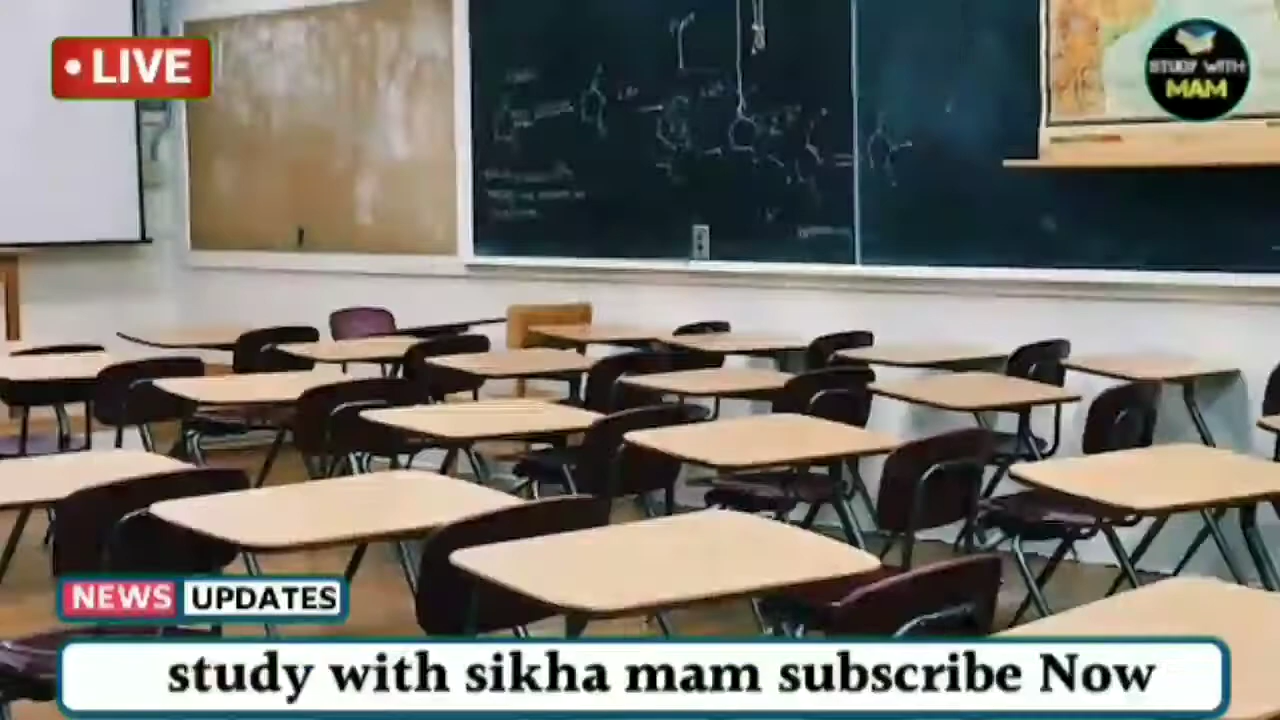 LIVE
STUDY WITH
MAM
NEWS UPDATES
study with sikha mam subscribe Now